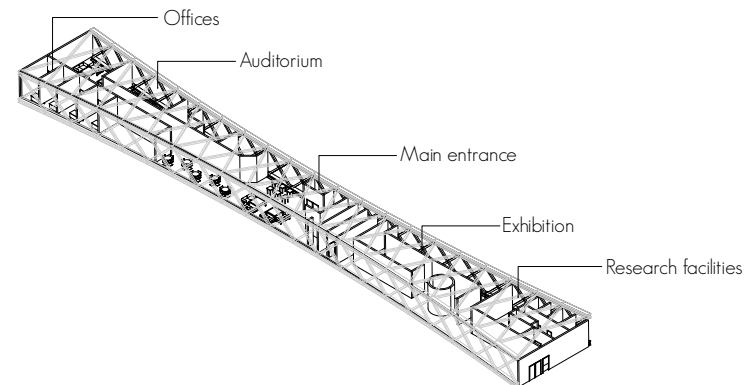 Offices
Auditorium
Main entrance
Exhibition
Research facilities